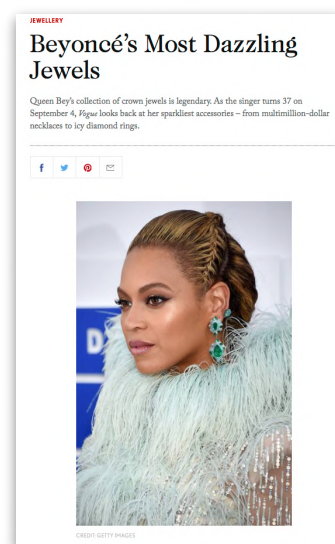 JEWELLERY
Beyoncé's Most Dazzling
Jewels
Queen Bey's collection of crown jewels is legendary. As the singer turns 37 on
September 4, Vogue looks back at her sparkliest accessories – from multimillion-dollar
necklaces to icy diamond rings.
D
CREDIT-GETTY IMAGES